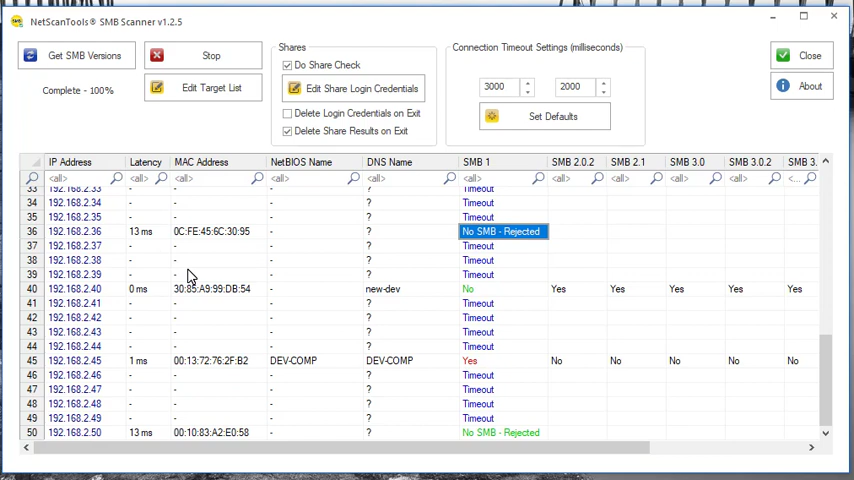 NetScanTools® SMB Scanner v1.2.5
Get SMB Versions
Stop
Complete - 100%
Edit Target List
Shares
Do Share Check
Edit Share Login Credentials
Delete Login Credentials on Exit
Delete Share Results on Exit
Connection Timeout Settings (milliseconds)
3000 2000
Set Defaults
Close
About
IP Address Latency MAC Address NetBIOS Name DNS Name SMB 1 SMB 2.0.2 SMB 2.1 SMB 3.0 SMB 3.0.2 SMB 3.
<all> <all> <all> <all> <all> <all> <all> <all> <all> <all> <...
33 192.168.2.33 - - - ? Timeout
34 192.168.2.34 - - - ? Timeout
35 192.168.2.35 - - - ? Timeout
36 192.168.2.36 13 ms 0C:FE:45:6C:30:95 - ? No SMB - Rejected
37 192.168.2.37 - - - ? Timeout
38 192.168.2.38 - - - ? Timeout
39 192.168.2.39 - - - ? Timeout
40 192.168.2.40 0 ms 30:85:A9:99:DB:54 - new-dev No Yes Yes Yes Yes Yes
41 192.168.2.41 - - - ? Timeout
42 192.168.2.42 - - - ? Timeout
43 192.168.2.43 - - - ? Timeout
44 192.168.2.44 - - - ? Timeout
45 192.168.2.45 1 ms 00:13:72:76:2F:B2 DEV-COMP DEV-COMP Yes No No No No No
46 192.168.2.46 - - - ? Timeout
47 192.168.2.47 - - - ? Timeout
48 192.168.2.48 - - - ? Timeout
49 192.168.2.49 - - - ? Timeout
50 192.168.2.50 13 ms 00:10:83:A2:E0:58 - ? No SMB - Rejected